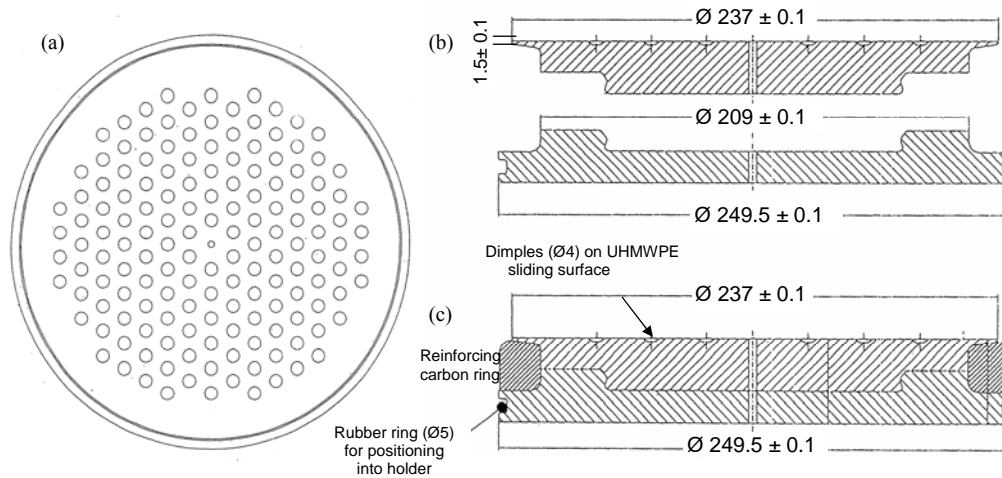 (a)
(b)
Ø 237 ± 0.1
1.5± 0.1
Ø 209 ± 0.1
Ø 249.5 ± 0.1
Dimples (Ø4) on UHMWPE
sliding surface
(c)
Ø 237 ± 0.1
Reinforcing
carbon ring
Rubber ring (Ø5)
for positioning
into holder
Ø 249.5 ± 0.1